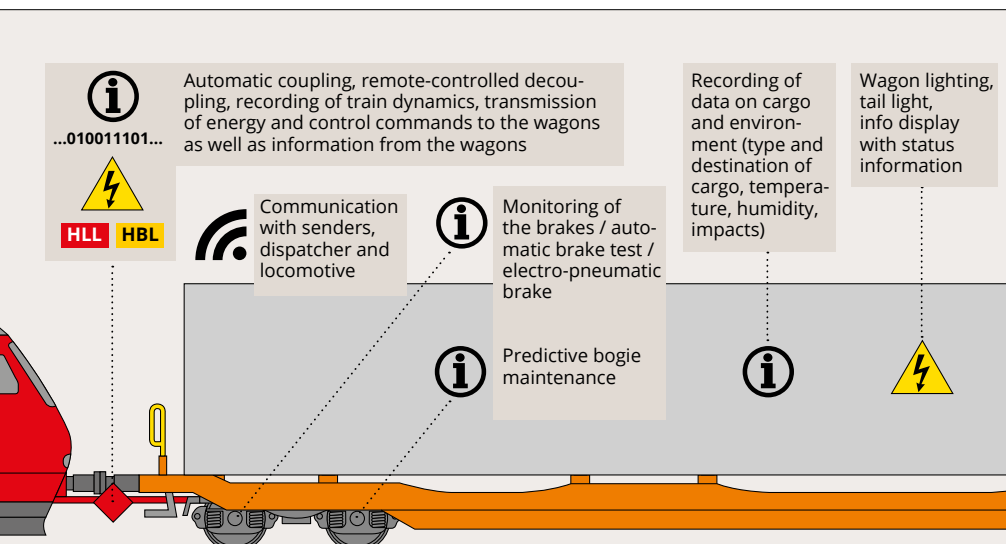 ...010011101...
HLL HBL
Automatic coupling, remote-controlled decou-
pling, recording of train dynamics, transmission
of energy and control commands to the wagons
as well as information from the wagons
Communication
with senders,
dispatcher and
locomotive
Monitoring of
the brakes / auto-
matic brake test /
electro-pneumatic
brake
Predictive bogie
maintenance
Recording of
data on cargo
and environ-
ment (type and
destination of
cargo, tempera-
ture, humidity,
impacts)
Wagon lighting,
tail light,
info display
with status
information